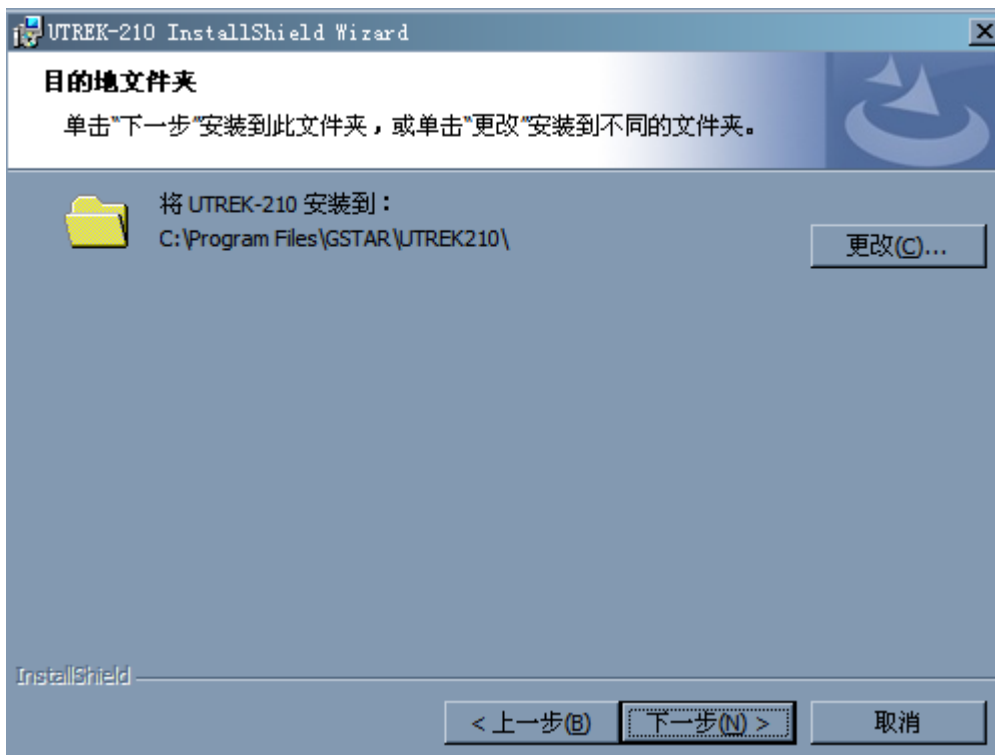 UTREK-210 InstallShield Wizard
目的地文件夹
单击"下一步"安装到此文件夹，或单击"更改"安装到不同的文件夹。
将 UTREK-210 安装到：
C:\Program Files\GSTAR\UTREK210\
更改(C)...
InstallShield
< 上一步(B)
下一步(N) >
取消